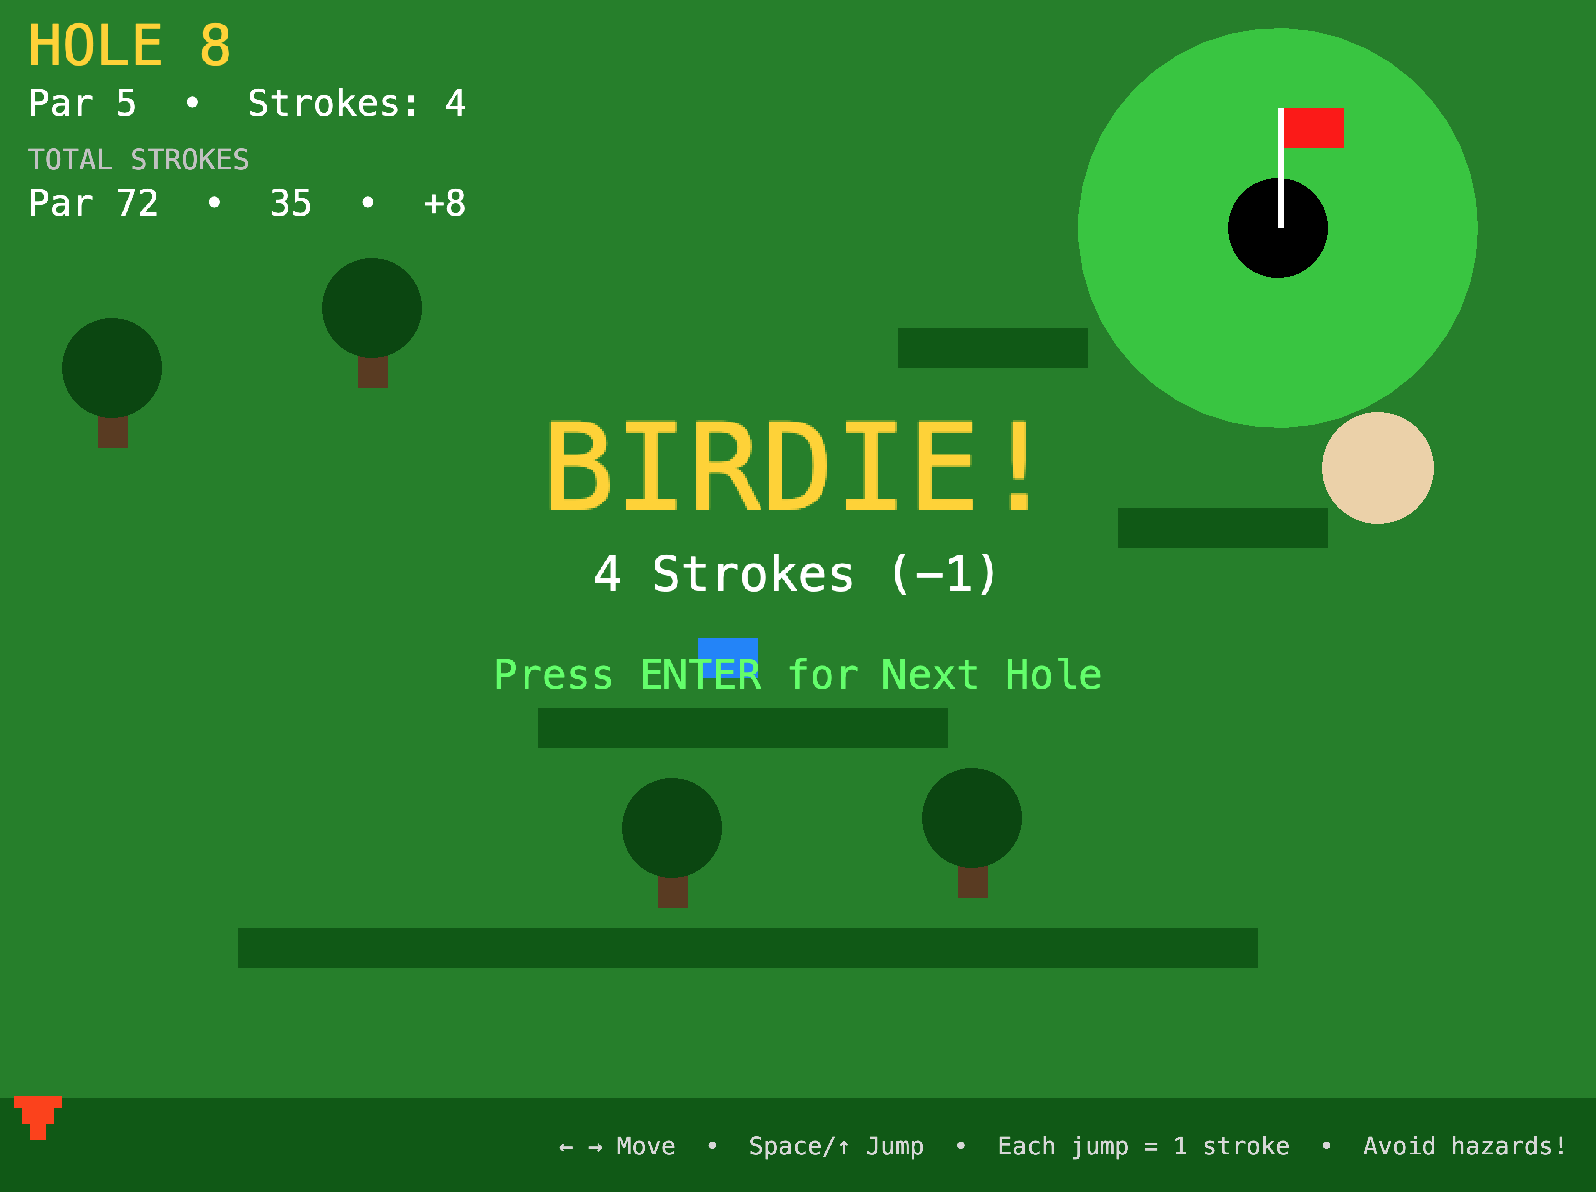 HOLE 8
Par 5 • Strokes: 4
TOTAL STROKES
Par 72 • 35 • +8
BIRDIE!
4 Strokes (−1)
Press ENTER for Next Hole
← → Move • Space/↑ Jump • Each jump = 1 stroke • Avoid hazards!